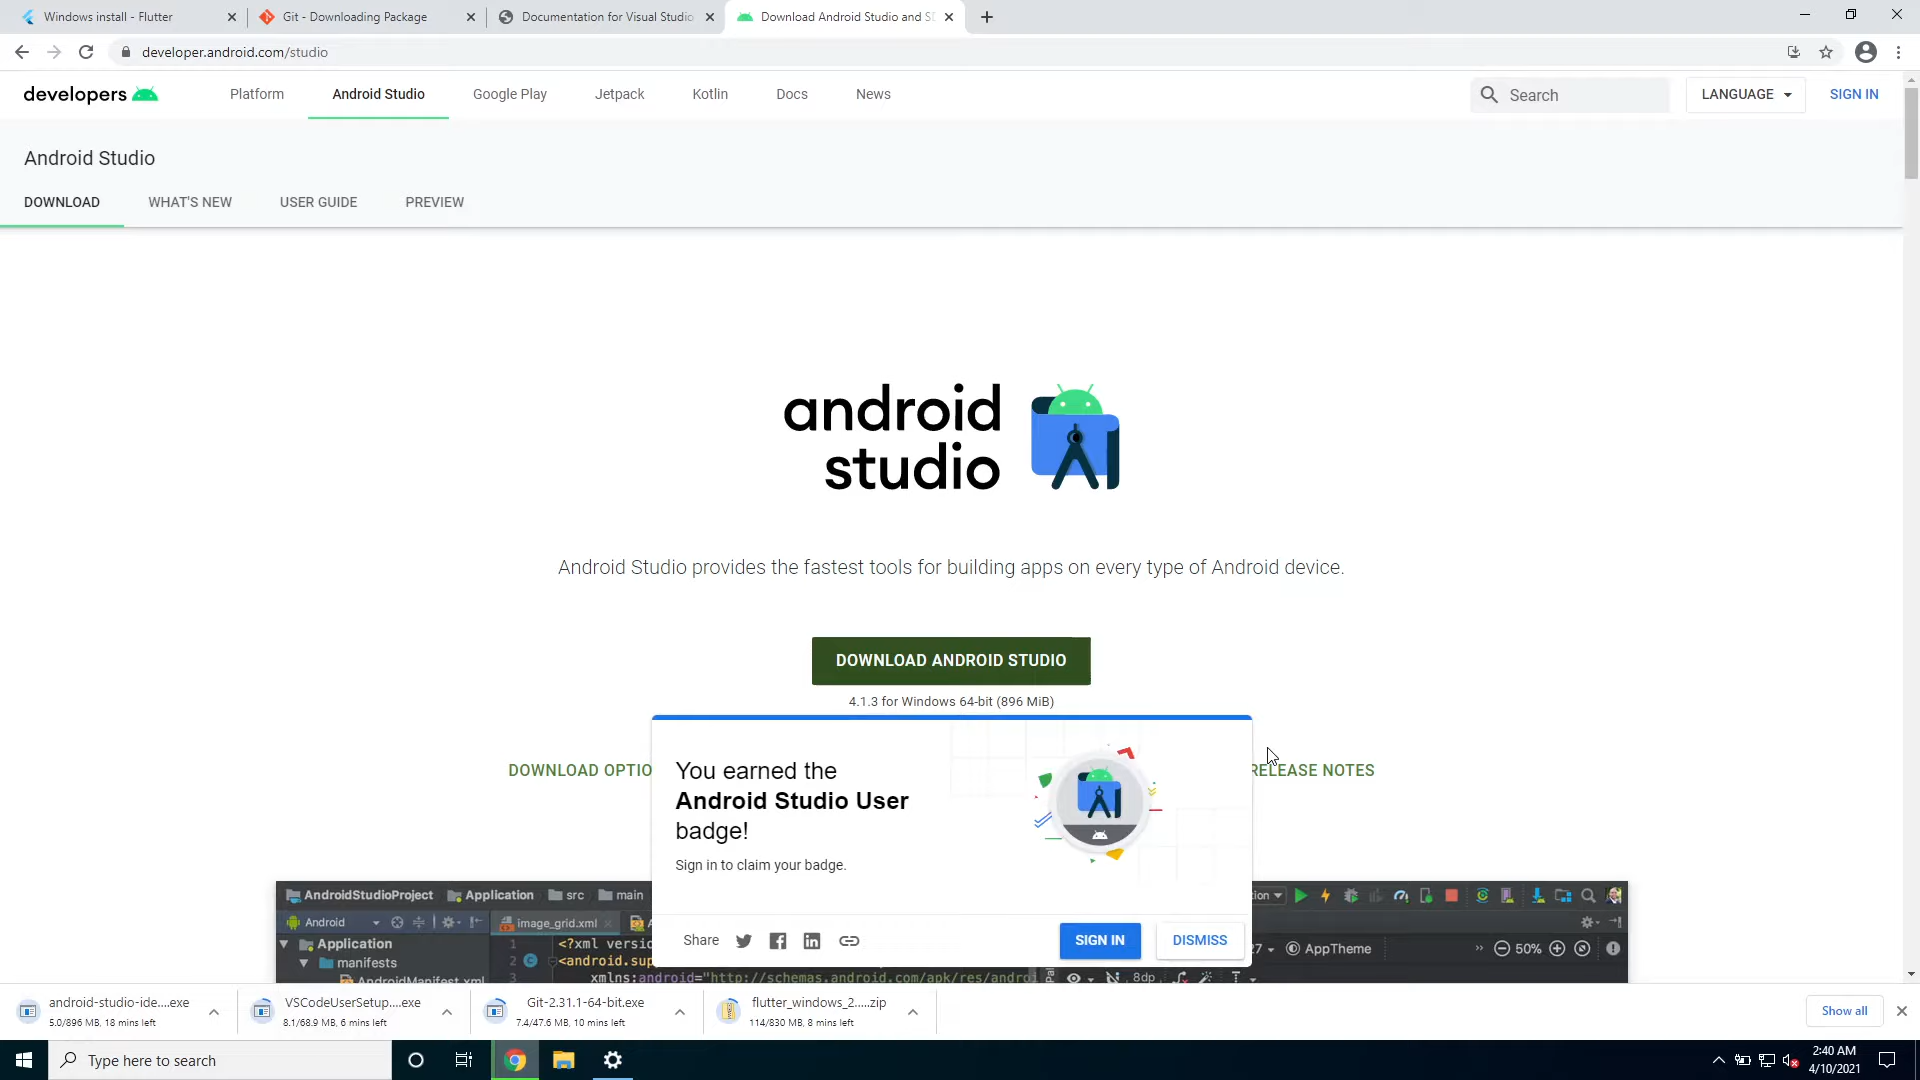 Windows install - Flutter
Git - Downloading Package
Documentation for Visual Studio
Download Android Studio and S
developer.android.com/studio
developers
Platform
Android Studio
Google Play
Jetpack
Kotlin
Docs
News
Search
LANGUAGE
SIGN IN
Android Studio
DOWNLOAD
WHAT'S NEW
USER GUIDE
PREVIEW
android
studio
Android Studio provides the fastest tools for building apps on every type of Android device.
DOWNLOAD ANDROID STUDIO
4.1.3 for Windows 64-bit (896 MiB)
DOWNLOAD OPTIO
RELEASE NOTES
You earned the
Android Studio User
badge!
Sign in to claim your badge.
Share
SIGN IN
DISMISS
AndroidStudioProject
Application
src
main
Android
image_grid.xml
Application
manifests
AndroidManifest.xml
1
2
3
<?xml versio
<android.sup
xmlns:android="http://schemas.android.com/apk/res/androi
AppTheme
50%
8dp
android-studio-ide....exe
5.0/896 MB, 18 mins left
VSCodeUserSetup....exe
8.1/68.9 MB, 6 mins left
Git-2.31.1-64-bit.exe
7.4/47.6 MB, 10 mins left
flutter_windows_2.....zip
114/830 MB, 8 mins left
Show all
Type here to search
2:40 AM
4/10/2021